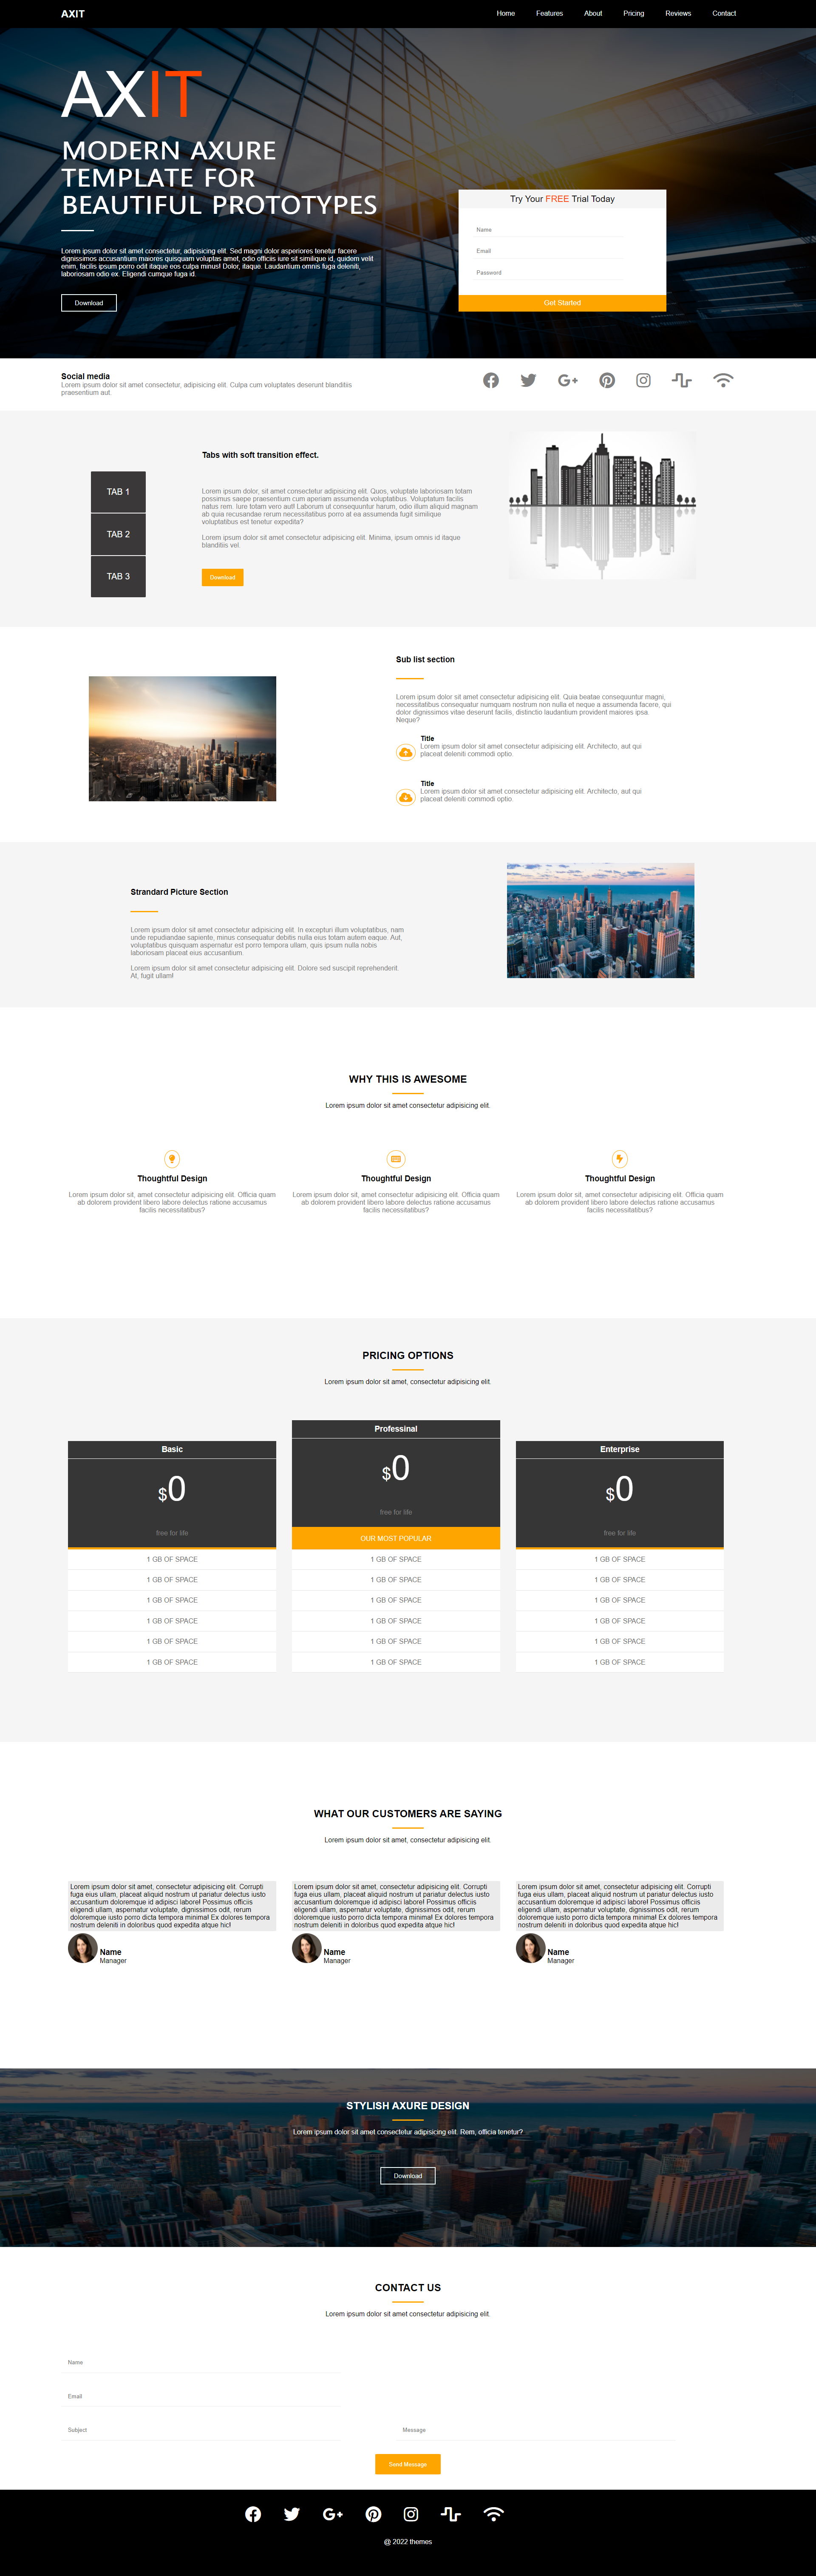 AXIT
Home Features About Pricing Reviews Contact
AXIT
MODERN AXURE
TEMPLATE FOR
BEAUTIFUL PROTOTYPES
Lorem ipsum dolor sit amet consectetur, adipisicing elit. Sed magni dolor asperiores tenetur facere
dignissimos accusantium maiores quisquam voluptas amet, odio officiis iure sit similique id, quidem velit
enim, facilis ipsum porro odit itaque eos culpa minus! Dolor, itaque. Laudantium omnis fuga deleniti,
laboriosam odio ex. Eligendi cumque fuga id.
Download
Try Your FREE Trial Today
Name
Email
Password
Get Started
Social media
Lorem ipsum dolor sit amet consectetur, adipisicing elit. Culpa cum voluptates deserunt blanditiis
praesentium aut.
TAB 1
TAB 2
TAB 3
Tabs with soft transition effect.
Lorem ipsum dolor, sit amet consectetur adipisicing elit. Quos, voluptate laboriosam totam
possimus saepe praesentium cum aperiam assumenda voluptatibus. Voluptatum facilis
natus rem. Iure totam vero aut! Laborum ut consequuntur harum, odio illum aliquid magnam
ab quia recusandae rerum necessitatibus porro at ea assumenda fugit similique
voluptatibus est tenetur expedita?
Lorem ipsum dolor sit amet consectetur adipisicing elit. Minima, ipsum omnis id itaque
blanditiis vel.
Download
Sub list section
Lorem ipsum dolor sit amet consectetur adipisicing elit. Quia beatae consequuntur magni,
necessitatibus consequatur numquam nostrum non nulla et neque a assumenda facere, qui
dolor dignissimos vitae deserunt facilis, distinctio laudantium provident maiores ipsa.
Neque?
Title
Lorem ipsum dolor sit amet consectetur adipisicing elit. Architecto, aut qui
placeat deleniti commodi optio.
Title
Lorem ipsum dolor sit amet consectetur adipisicing elit. Architecto, aut qui
placeat deleniti commodi optio.
Strandard Picture Section
Lorem ipsum dolor sit amet consectetur adipisicing elit. In excepturi illum voluptatibus, nam
unde repudiandae sapiente, minus consequatur debitis nulla eius totam autem eaque. Aut,
voluptatibus quisquam aspernatur est porro tempora ullam, quis ipsum nulla nobis
laboriosam placeat eius accusantium.
Lorem ipsum dolor sit amet consectetur adipisicing elit. Dolore sed suscipit reprehenderit.
At, fugit ullam!
WHY THIS IS AWESOME
Lorem ipsum dolor sit amet consectetur adipisicing elit.
Thoughtful Design
Lorem ipsum dolor sit, amet consectetur adipisicing elit. Officia quam
ab dolorem provident libero labore delectus ratione accusamus
facilis necessitatibus?
Thoughtful Design
Lorem ipsum dolor sit, amet consectetur adipisicing elit. Officia quam
ab dolorem provident libero labore delectus ratione accusamus
facilis necessitatibus?
Thoughtful Design
Lorem ipsum dolor sit, amet consectetur adipisicing elit. Officia quam
ab dolorem provident libero labore delectus ratione accusamus
facilis necessitatibus?
PRICING OPTIONS
Lorem ipsum dolor sit amet, consectetur adipisicing elit.
Basic
$0
free for life
1 GB OF SPACE
1 GB OF SPACE
1 GB OF SPACE
1 GB OF SPACE
1 GB OF SPACE
1 GB OF SPACE
Professinal
$0
free for life
OUR MOST POPULAR
1 GB OF SPACE
1 GB OF SPACE
1 GB OF SPACE
1 GB OF SPACE
1 GB OF SPACE
1 GB OF SPACE
Enterprise
$0
free for life
1 GB OF SPACE
1 GB OF SPACE
1 GB OF SPACE
1 GB OF SPACE
1 GB OF SPACE
1 GB OF SPACE
WHAT OUR CUSTOMERS ARE SAYING
Lorem ipsum dolor sit amet, consectetur adipisicing elit.
Lorem ipsum dolor sit amet, consectetur adipisicing elit. Corrupti
fuga eius ullam, placeat aliquid nostrum ut pariatur delectus iusto
accusantium doloremque id adipisci labore! Possimus officiis
eligendi ullam, aspernatur voluptate, dignissimos odit, rerum
doloremque iusto porro dicta tempora minima! Ex dolores tempora
nostrum deleniti in doloribus quod expedita atque hic!
Name
Manager
Lorem ipsum dolor sit amet, consectetur adipisicing elit. Corrupti
fuga eius ullam, placeat aliquid nostrum ut pariatur delectus iusto
accusantium doloremque id adipisci labore! Possimus officiis
eligendi ullam, aspernatur voluptate, dignissimos odit, rerum
doloremque iusto porro dicta tempora minima! Ex dolores tempora
nostrum deleniti in doloribus quod expedita atque hic!
Name
Manager
Lorem ipsum dolor sit amet, consectetur adipisicing elit. Corrupti
fuga eius ullam, placeat aliquid nostrum ut pariatur delectus iusto
accusantium doloremque id adipisci labore! Possimus officiis
eligendi ullam, aspernatur voluptate, dignissimos odit, rerum
doloremque iusto porro dicta tempora minima! Ex dolores tempora
nostrum deleniti in doloribus quod expedita atque hic!
Name
Manager
STYLISH AXURE DESIGN
Lorem ipsum dolor sit amet consectetur adipisicing elit. Rem, officia tenetur?
Download
CONTACT US
Lorem ipsum dolor sit amet consectetur adipisicing elit.
Name
Email
Subject
Message
Send Message
@ 2022 themes